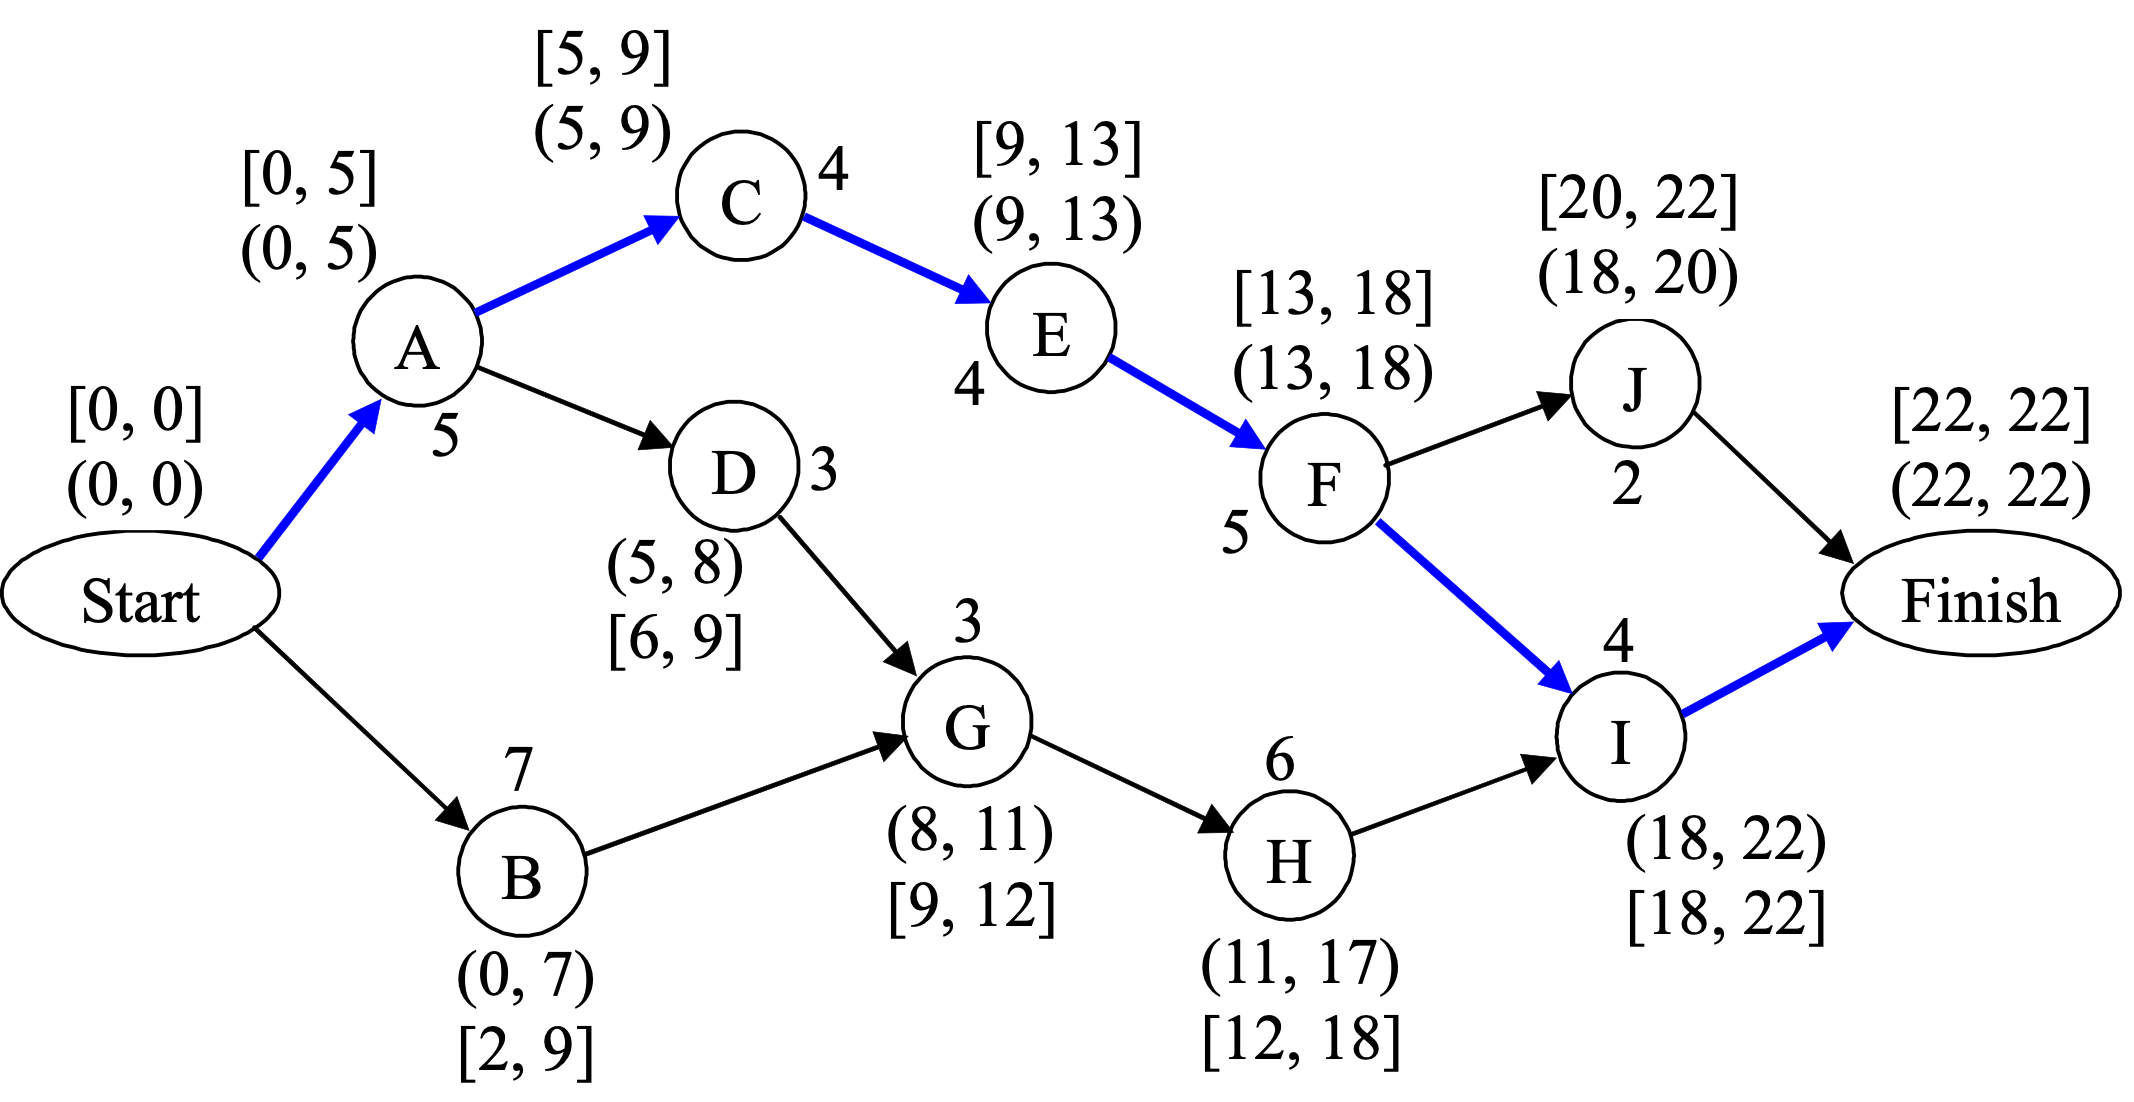 [5, 9]
(5, 9)
C
4
[0, 5]
(0, 5)
A
5
[9, 13]
(9, 13)
E
4
[20, 22]
(18, 20)
J
2
[13, 18]
(13, 18)
F
5
[0, 0]
(0, 0)
Start
D
3
(5, 8)
[6, 9]
[22, 22]
(22, 22)
Finish
3
G
(8, 11)
[9, 12]
4
I
(18, 22)
[18, 22]
7
B
(0, 7)
[2, 9]
6
H
(11, 17)
[12, 18]